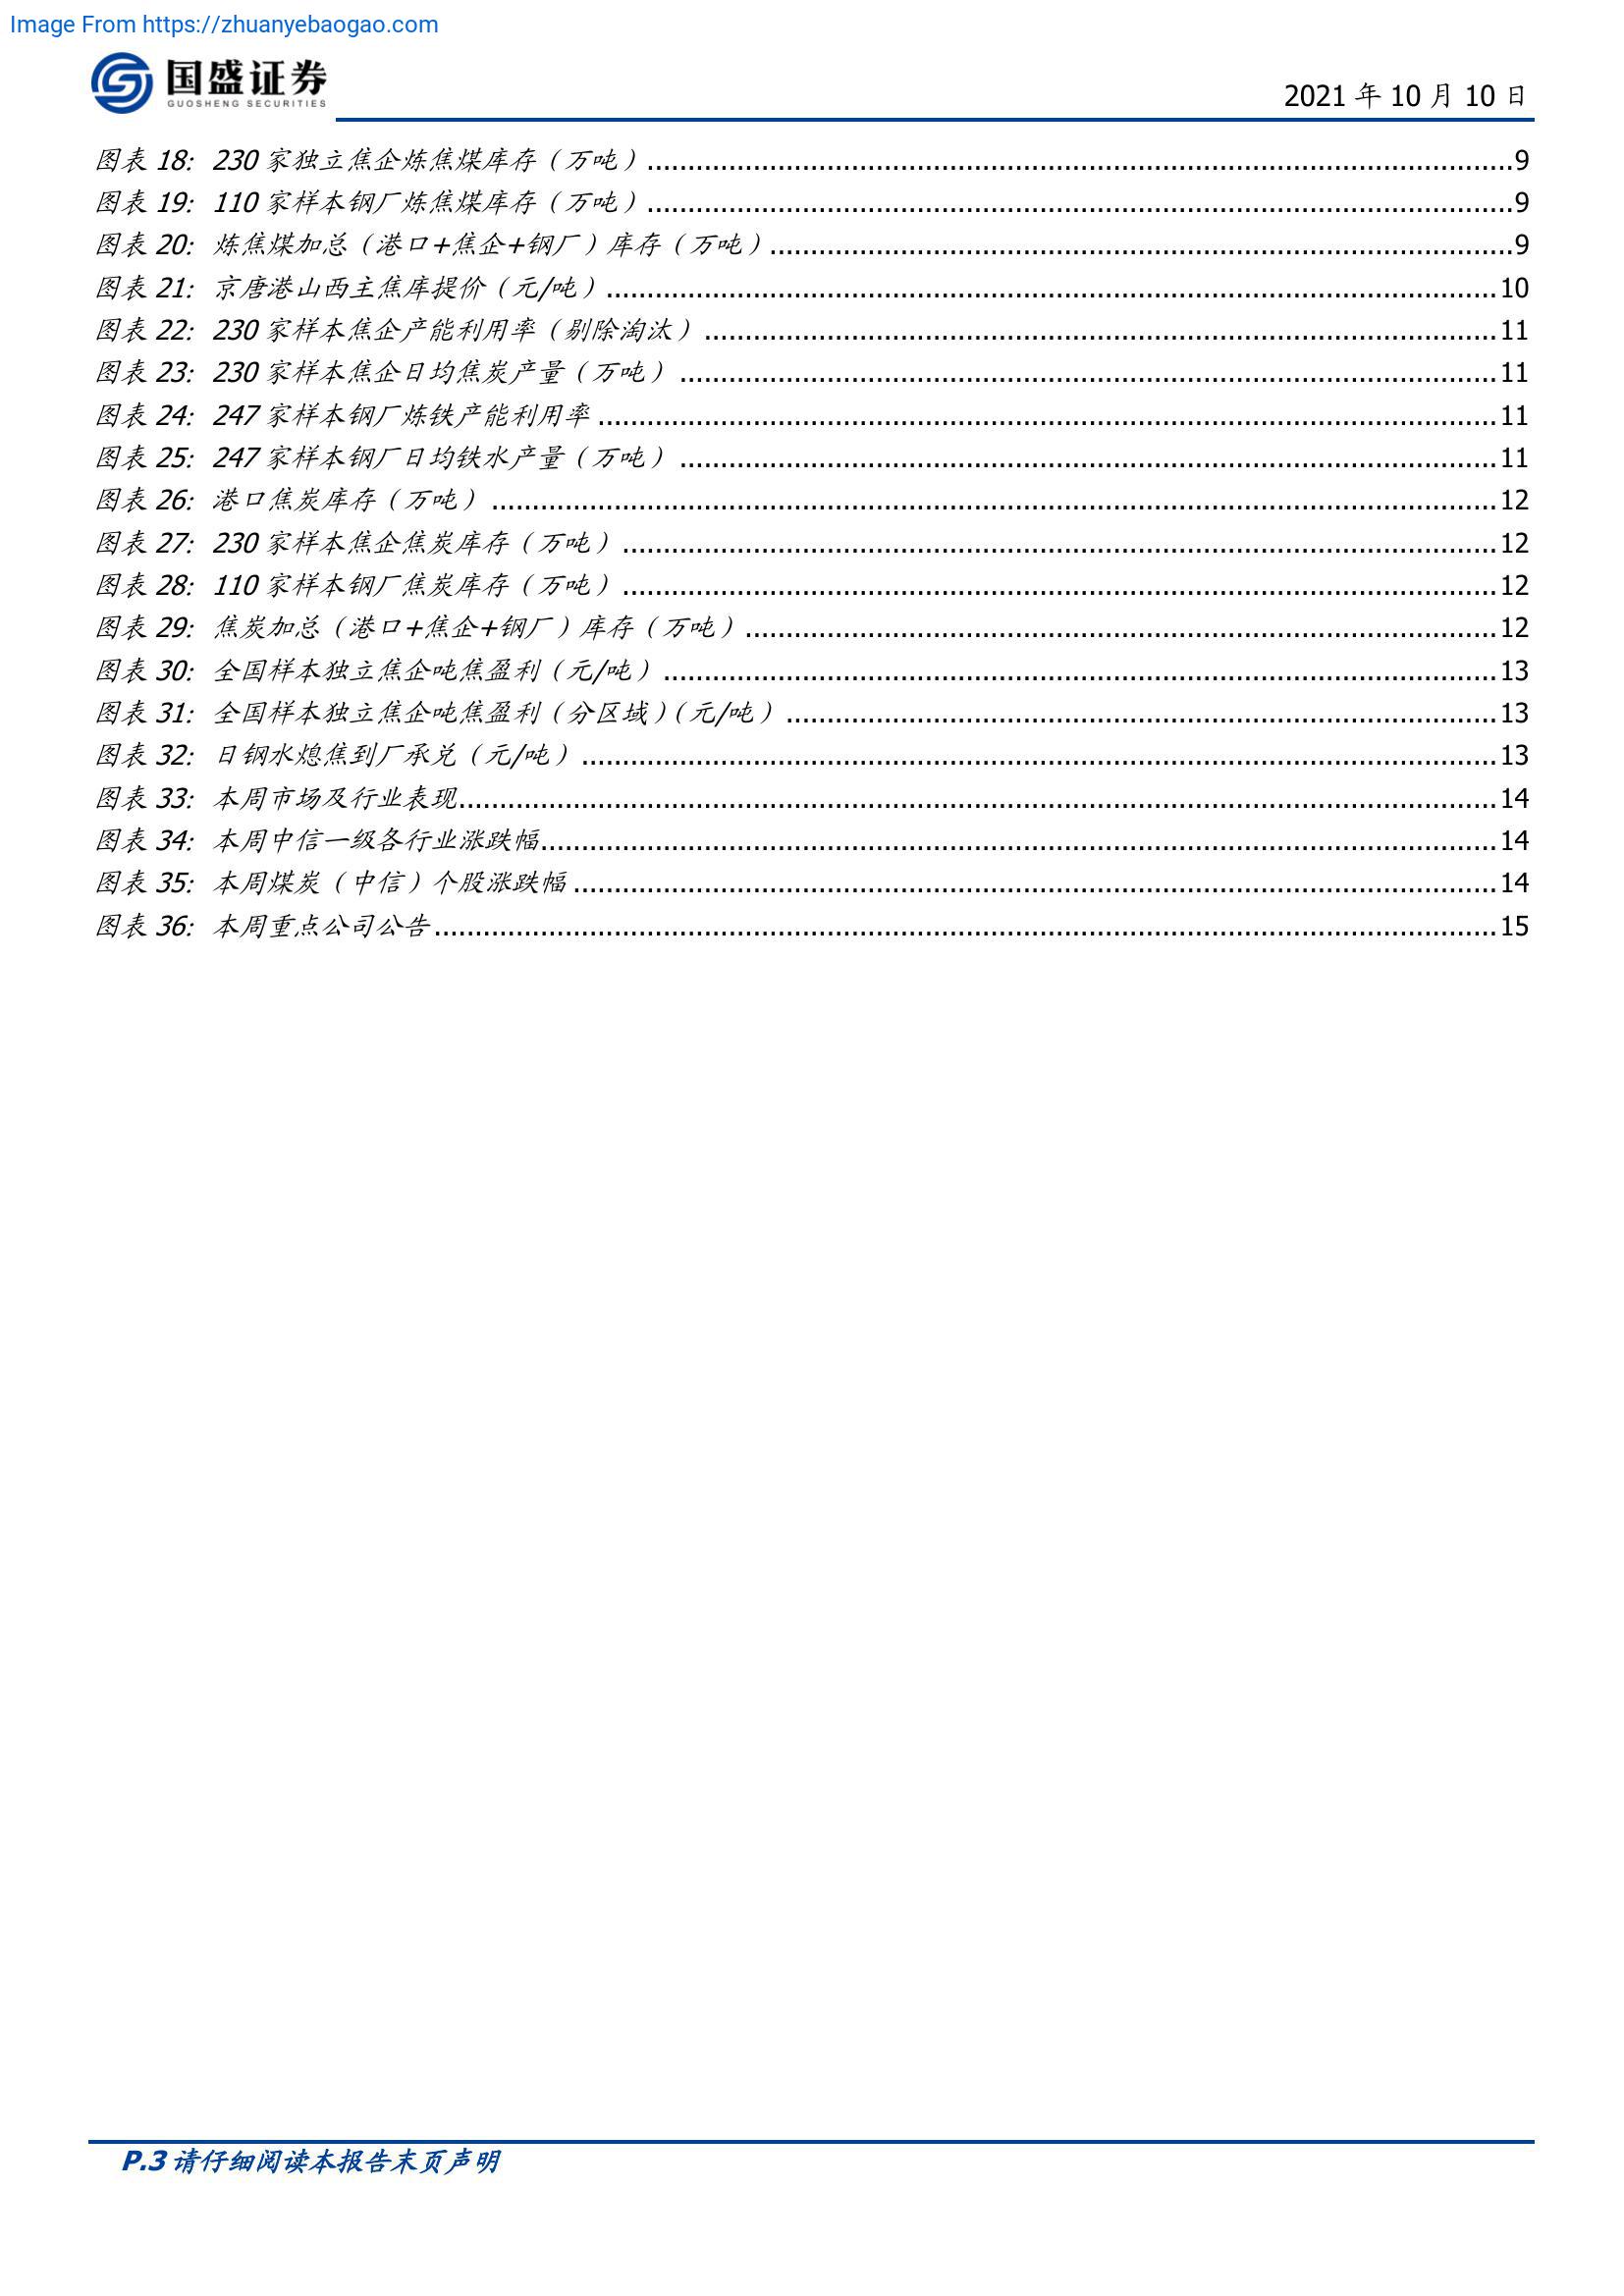 Image From https://zhuanyebaogao.com
国盛证券
GUOSHENG SECURITIES
2021 年 10 月 10 日
图表 18: 230 家独立焦企炼焦煤库存（万吨）........................9
图表 19: 110 家样本钢厂炼焦煤库存（万吨）........................9
图表 20: 炼焦煤加总（港口+焦企+钢厂）库存（万吨）........................9
图表 21: 京唐港山西主焦库提价（元/吨）........................10
图表 22: 230 家样本焦企产能利用率（剔除淘汰）........................11
图表 23: 230 家样本焦企日均焦炭产量（万吨）........................11
图表 24: 247 家样本钢厂炼铁产能利用率........................11
图表 25: 247 家样本钢厂日均铁水产量（万吨）........................11
图表 26: 港口焦炭库存（万吨）........................12
图表 27: 230 家样本焦企焦炭库存（万吨）........................12
图表 28: 110 家样本钢厂焦炭库存（万吨）........................12
图表 29: 焦炭加总（港口+焦企+钢厂）库存（万吨）........................12
图表 30: 全国样本独立焦企吨焦盈利（元/吨）........................13
图表 31: 全国样本独立焦企吨焦盈利（分区域）（元/吨）........................13
图表 32: 日钢水熄焦到厂承兑（元/吨）........................13
图表 33: 本周市场及行业表现........................14
图表 34: 本周中信一级各行业涨跌幅........................14
图表 35: 本周煤炭（中信）个股涨跌幅........................14
图表 36: 本周重点公司公告........................15
P.3 请仔细阅读本报告末页声明